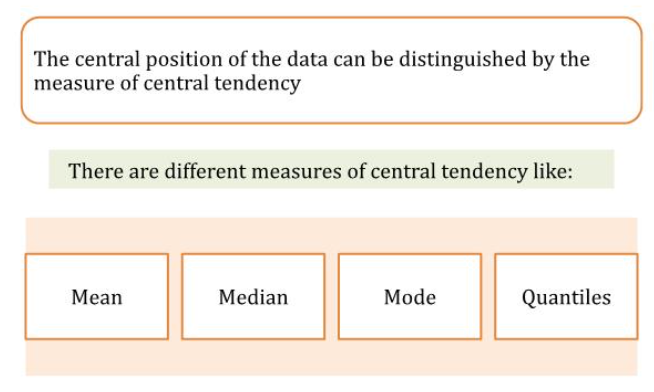 The central position of the data can be distinguished by the
measure of central tendency
There are different measures of central tendency like:
Mean
Median
Mode
Quantiles